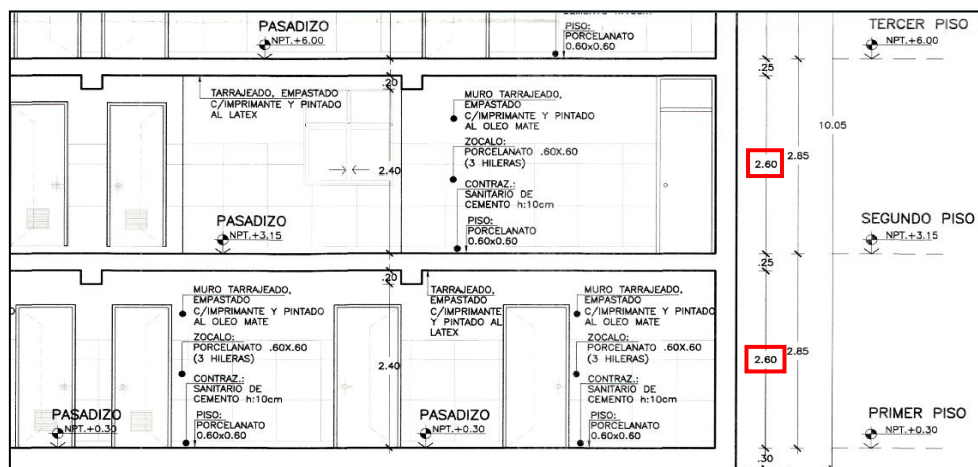 PASADIZO
NPT.+6.00
PISO:
PORCELANATO
0.60x0.60
TERCER PISO
NPT.+6.00
.25
.20
TARRAJEADO, EMPASTADO
C/IMPRIMANTE Y PINTADO
AL LATEX
MURO TARRAJEADO,
EMPASTADO
C/IMPRIMANTE Y PINTADO
AL OLEO MATE
ZOCALO:
PORCELANATO .60X.60
(3 HILERAS)
CONTRAZ.:
SANITARIO DE
CEMENTO h:10cm
PISO:
PORCELANATO
0.60x0.60
2.40
PASADIZO
NPT.+3.15
10.05
2.60
2.85
SEGUNDO PISO
NPT.+3.15
.25
.20
MURO TARRAJEADO,
EMPASTADO
C/IMPRIMANTE Y PINTADO
AL OLEO MATE
ZOCALO:
PORCELANATO .60X.60
(3 HILERAS)
CONTRAZ.:
SANITARIO DE
CEMENTO h:10cm
PISO:
PORCELANATO
0.60x0.60
TARRAJEADO,
EMPASTADO
C/IMPRIMANTE
Y PINTADO AL
LATEX
MURO TARRAJEADO,
EMPASTADO
C/IMPRIMANTE Y PINTADO
AL OLEO MATE
ZOCALO:
PORCELANATO .60X.60
(3 HILERAS)
CONTRAZ.:
SANITARIO DE
CEMENTO h:10cm
PISO:
PORCELANATO
0.60x0.60
2.40
PASADIZO
NPT.+0.30
PASADIZO
NPT.+0.30
2.60
2.85
PRIMER PISO
NPT.+0.30
.30